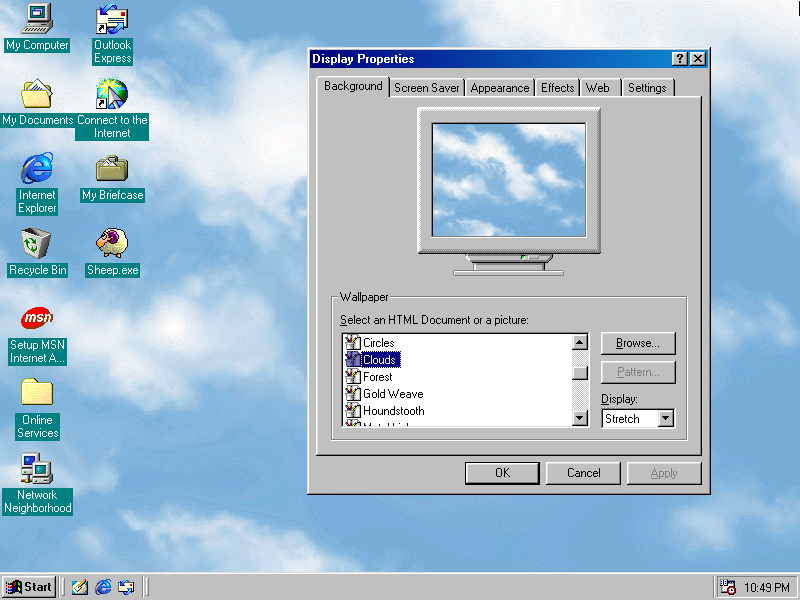 My Computer
Outlook
Express
My Documents
Connect to the
Internet
Internet
Explorer
My Briefcase
Recycle Bin
Sheep.exe
msn
Setup MSN
Internet A...
Online
Services
Network
Neighborhood
Display Properties
Background
Screen Saver
Appearance
Effects
Web
Settings
Wallpaper
Select an HTML Document or a picture:
Circles
Clouds
Forest
Gold Weave
Houndstooth
Browse...
Pattern...
Display:
Stretch
OK
Cancel
Apply
Start
10:49 PM